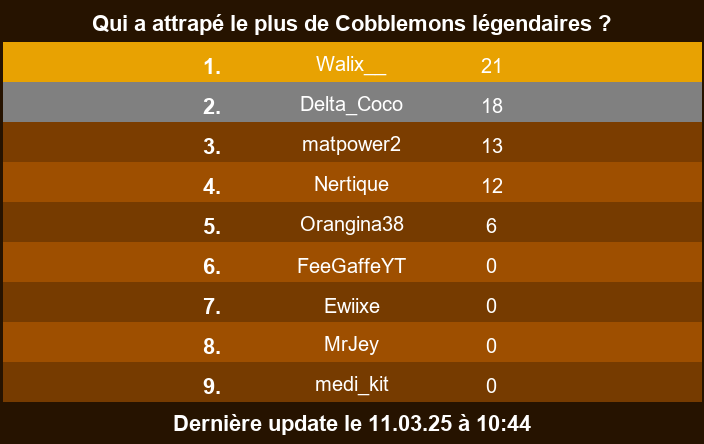 Qui a attrapé le plus de Cobblemons légendaires ?
1. Walix__ 21
2. Delta_Coco 18
3. matpower2 13
4. Nertique 12
5. Orangina38 6
6. FeeGaffeYT 0
7. Ewiixe 0
8. MrJey 0
9. medi_kit 0
Dernière update le 11.03.25 à 10:44